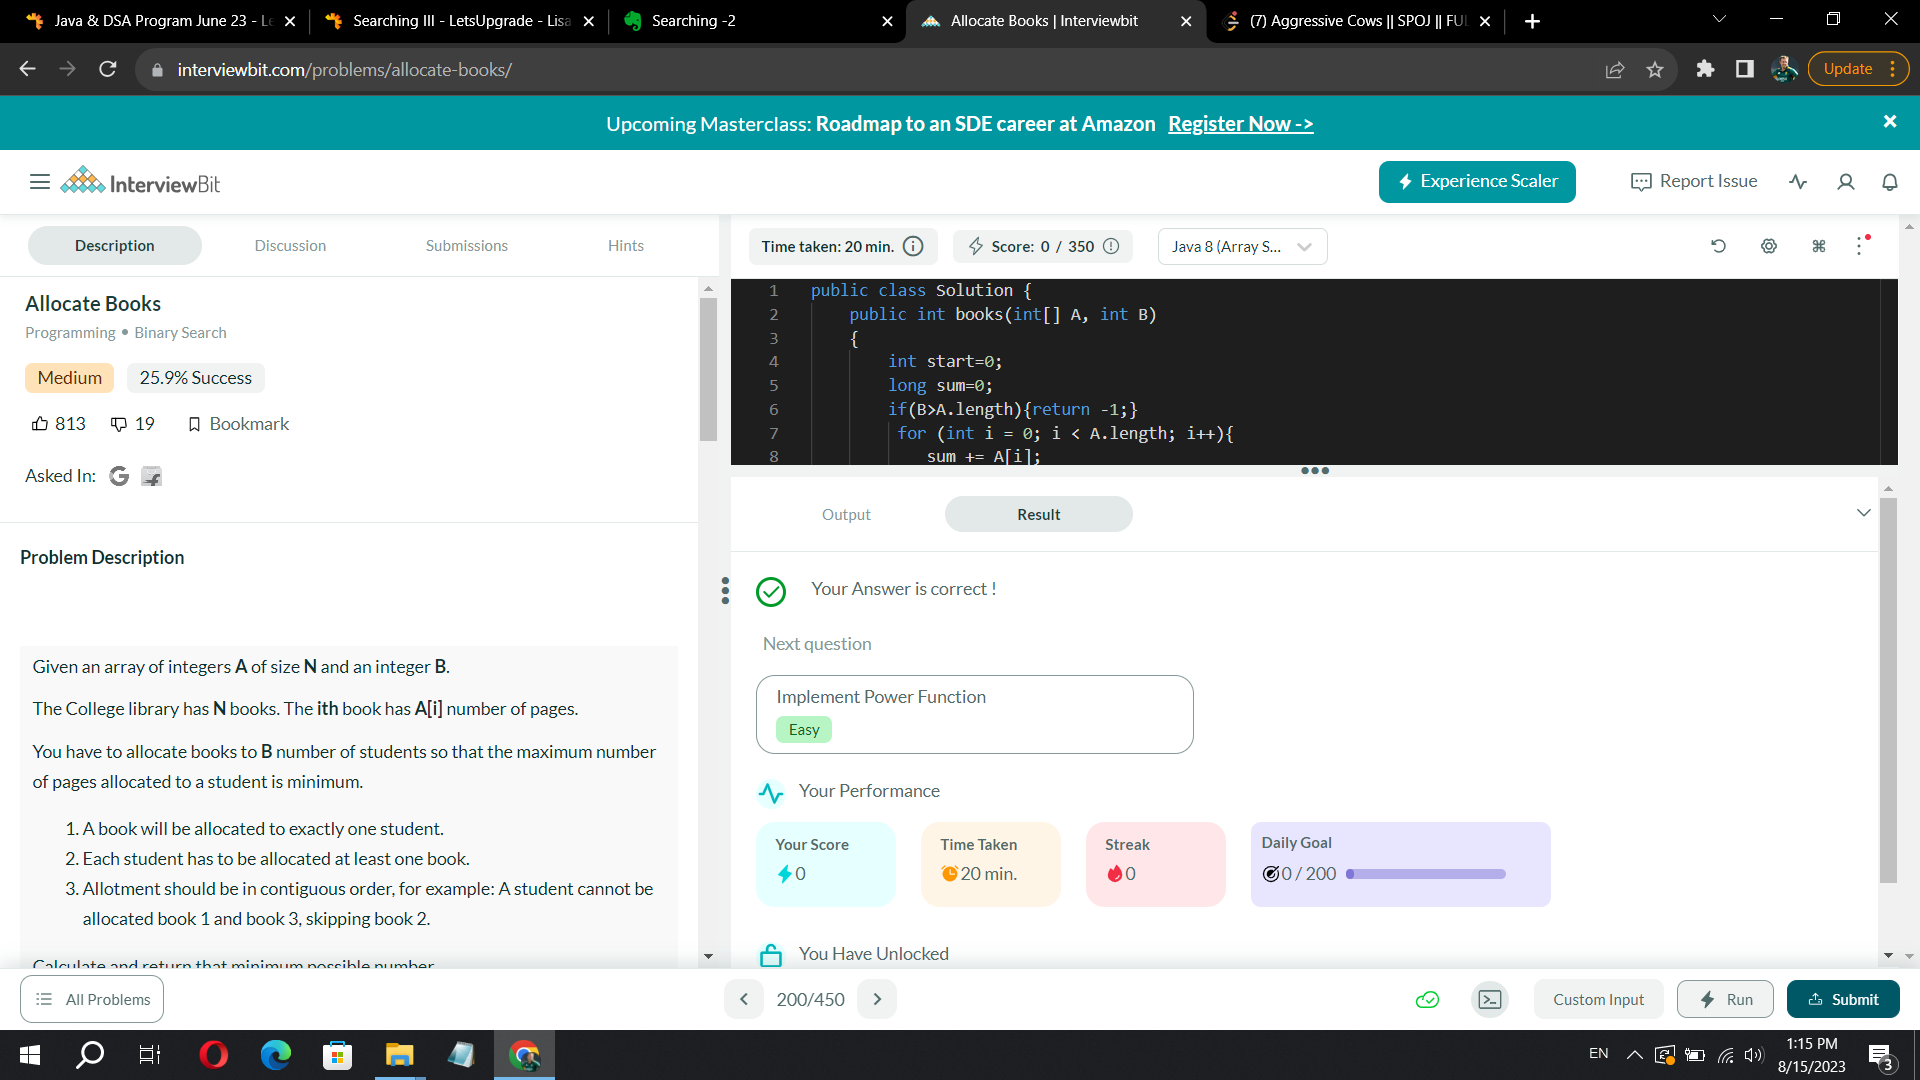 Java & DSA Program June 23 - Le
Searching III - LetsUpgrade - Lisa
Searching -2
Allocate Books | Interviewbit
(7) Aggressive Cows || SPOJ || FUL
interviewbit.com/problems/allocate-books/
Update
Upcoming Masterclass: Roadmap to an SDE career at Amazon Register Now ->
InterviewBit
Experience Scaler
Report Issue
Description
Discussion
Submissions
Hints
Time taken: 20 min.
Score: 0 / 350
Java 8 (Array S...
Allocate Books
Programming • Binary Search
Medium
25.9% Success
813
19
Bookmark
Asked In:
Problem Description
Given an array of integers A of size N and an integer B.
The College library has N books. The ith book has A[i] number of pages.
You have to allocate books to B number of students so that the maximum number
of pages allocated to a student is minimum.
1. A book will be allocated to exactly one student.
2. Each student has to be allocated at least one book.
3. Allotment should be in contiguous order, for example: A student cannot be
allocated book 1 and book 3, skipping book 2.
Calculate and return that minimum possible number.
1 public class Solution {
2 public int books(int[] A, int B)
3 {
4 int start=0;
5 long sum=0;
6 if(B>A.length){return -1;}
7 for (int i = 0; i < A.length; i++){
8 sum += A[i];
Output
Result
Your Answer is correct !
Next question
Implement Power Function
Easy
Your Performance
Your Score
0
Time Taken
20 min.
Streak
0
Daily Goal
0 / 200
You Have Unlocked
All Problems
200/450
Custom Input
Run
Submit
EN
1:15 PM
8/15/2023
3